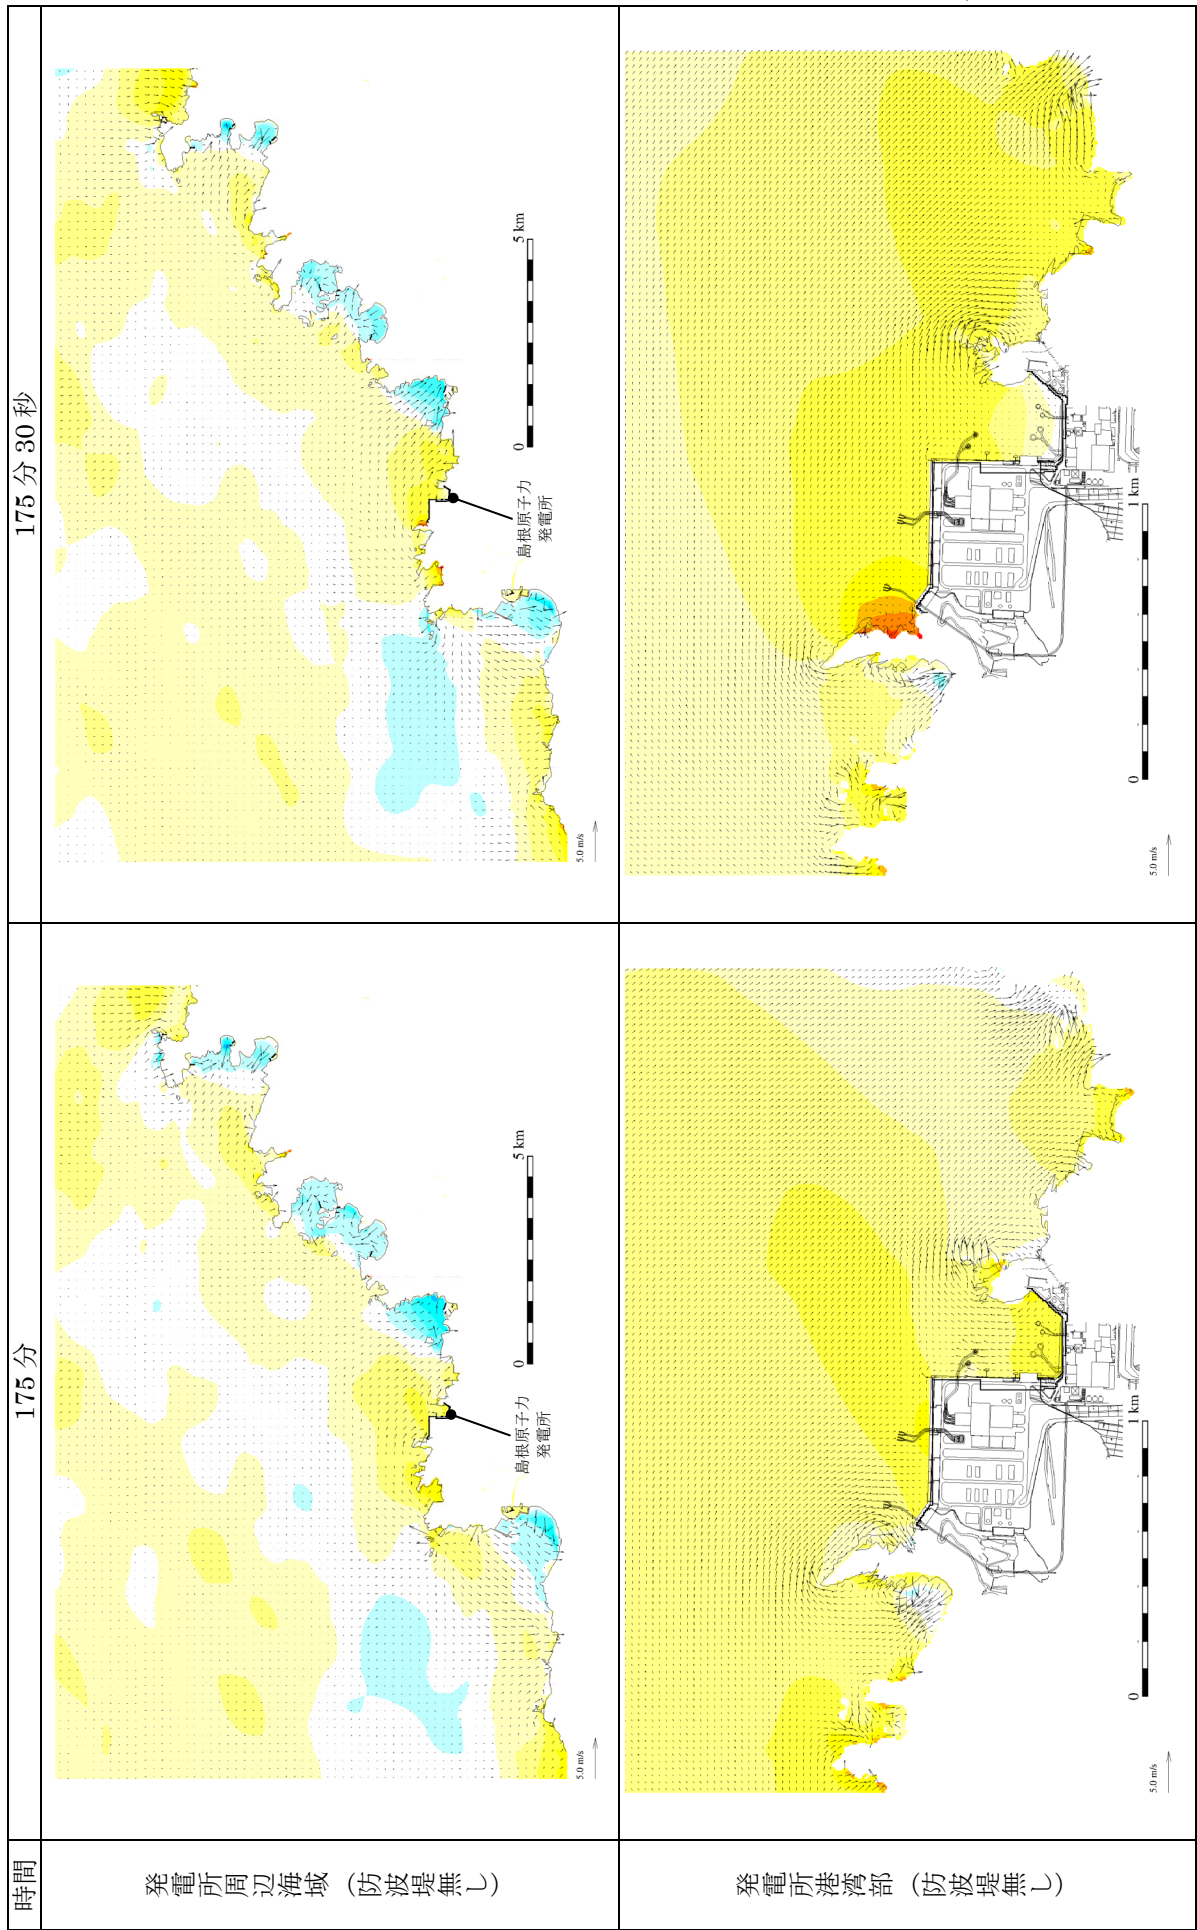 時間
175 分
175 分 30 秒
発電所周辺海域（防波堤無し）
島根原子力
発電所
0
5 km
5.0 m/s
島根原子力
発電所
0
5 km
5.0 m/s
発電所港湾部（防波堤無し）
0
1 km
5.0 m/s
0
1 km
5.0 m/s